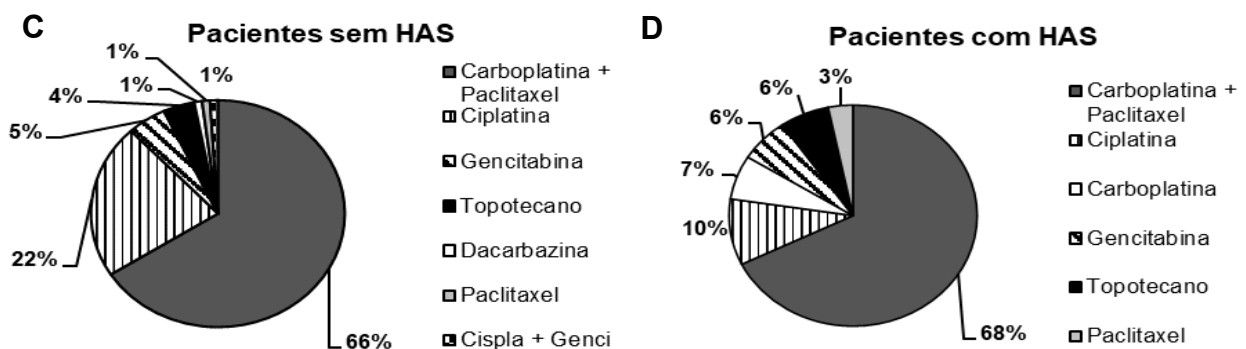 C
Pacientes sem HAS
1%
1%
1%
4%
5%
22%
66%
Carboplatina +
Paclitaxel
Ciplatina
Gencitabina
Topotecano
Dacarbazina
Paclitaxel
Cispla + Genci
D
Pacientes com HAS
3%
6%
6%
7%
10%
68%
Carboplatina +
Paclitaxel
Ciplatina
Carboplatina
Gencitabina
Topotecano
Paclitaxel